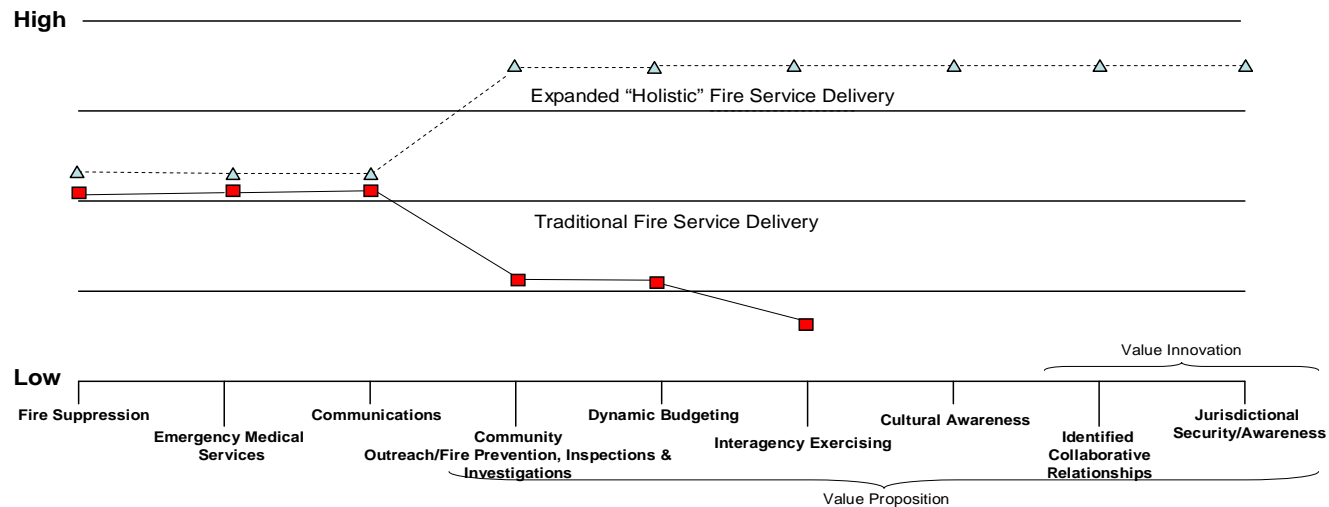 High
Expanded “Holistic” Fire Service Delivery
Traditional Fire Service Delivery
Value Innovation
Low
Fire Suppression
Emergency Medical
Services
Communications
Community
Outreach/Fire Prevention, Inspections &
Investigations
Dynamic Budgeting
Interagency Exercising
Cultural Awareness
Identified
Collaborative
Relationships
Jurisdictional
Security/Awareness
Value Proposition